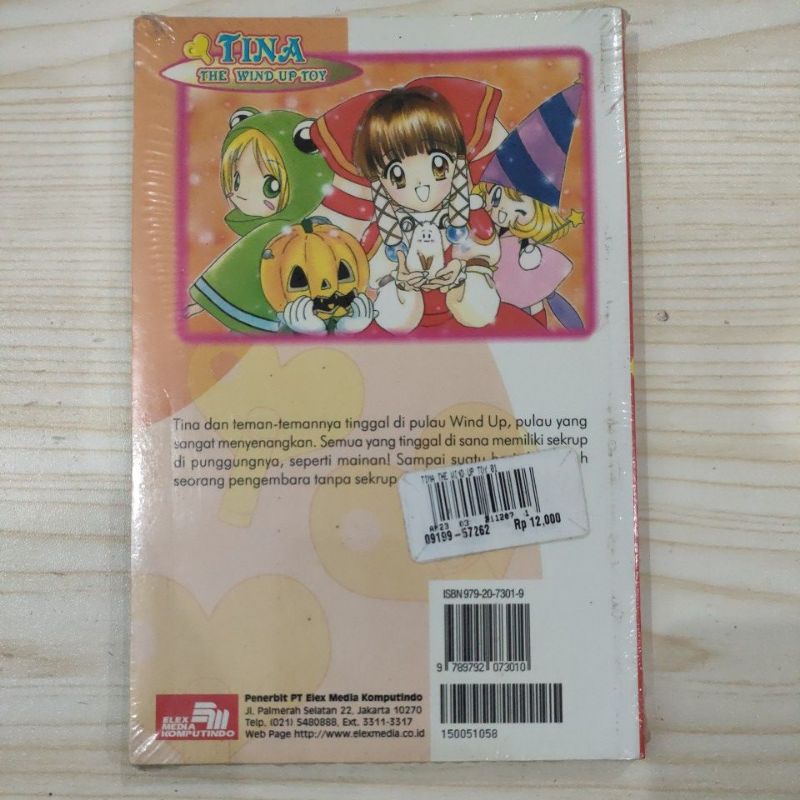 TINA
THE WIND UP TOY
Tina dan teman-temannya tinggal di pulau Wind Up, pulau yang
sangat menyenangkan. Semua yang tinggal di sana memiliki sekrup
di punggungnya, seperti mainan! Sampai suatu
seorang pengembara tanpa sekrup
TINA THE WIND UP TOY 01
AF23 03 311207 1
09199-57262 Rp 12,000
ISBN 979-20-7301-9
9 789792 073010
150051058
ELEX
MEDIA
KOMPUTINDO
Penerbit PT Elex Media Komputindo
Jl. Palmerah Selatan 22, Jakarta 10270
Telp. (021) 5480888, Ext. 3311-3317
Web Page http://www.elexmedia.co.id